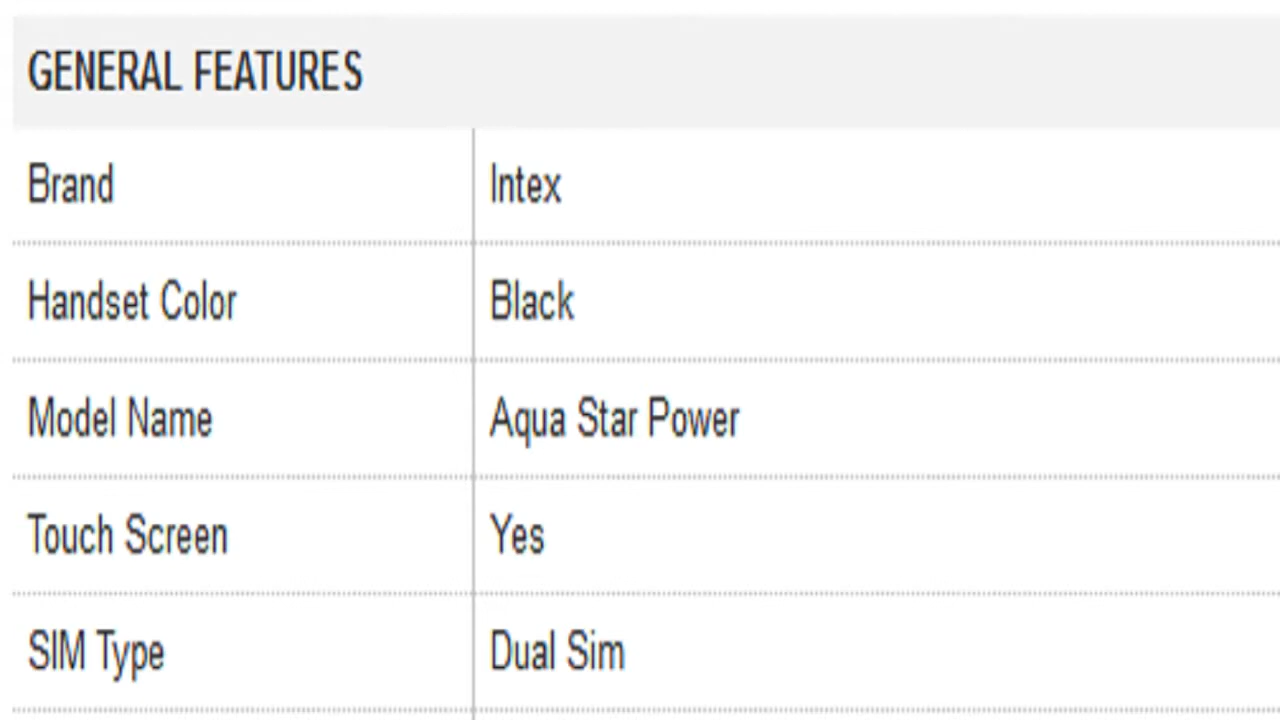 GENERAL FEATURES
Brand Intex
Handset Color Black
Model Name Aqua Star Power
Touch Screen Yes
SIM Type Dual Sim